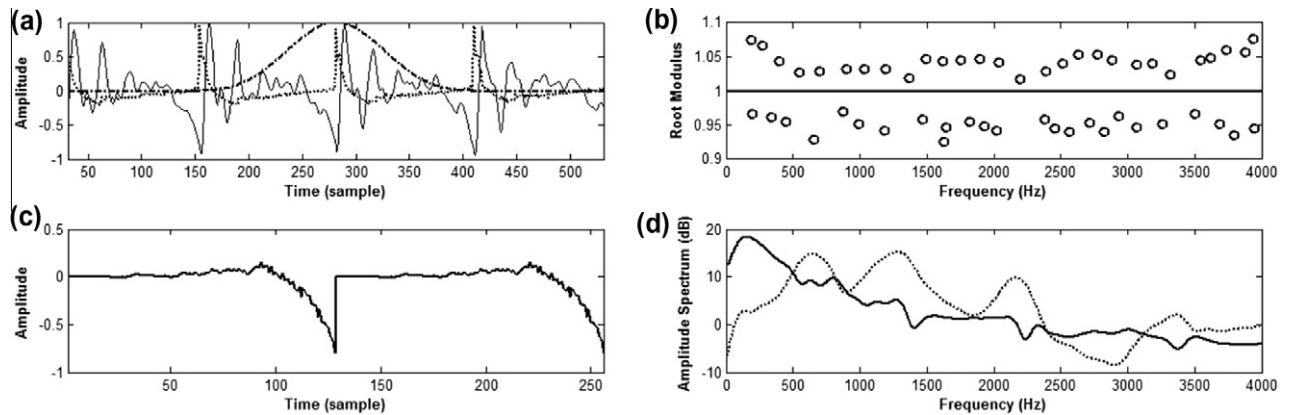 (a)
Amplitude
1
0.5
0
-0.5
-1
50 100 150 200 250 300 350 400 450 500
Time (sample)
(b)
Root Modulus
1.1
1.05
1
0.95
0.9
0 500 1000 1500 2000 2500 3000 3500 4000
Frequency (Hz)
(c)
Amplitude
0.5
0
-0.5
-1
50 100 150 200 250
Time (sample)
(d)
Amplitude Spectrum (dB)
20
10
0
-10
0 500 1000 1500 2000 2500 3000 3500 4000
Frequency (Hz)